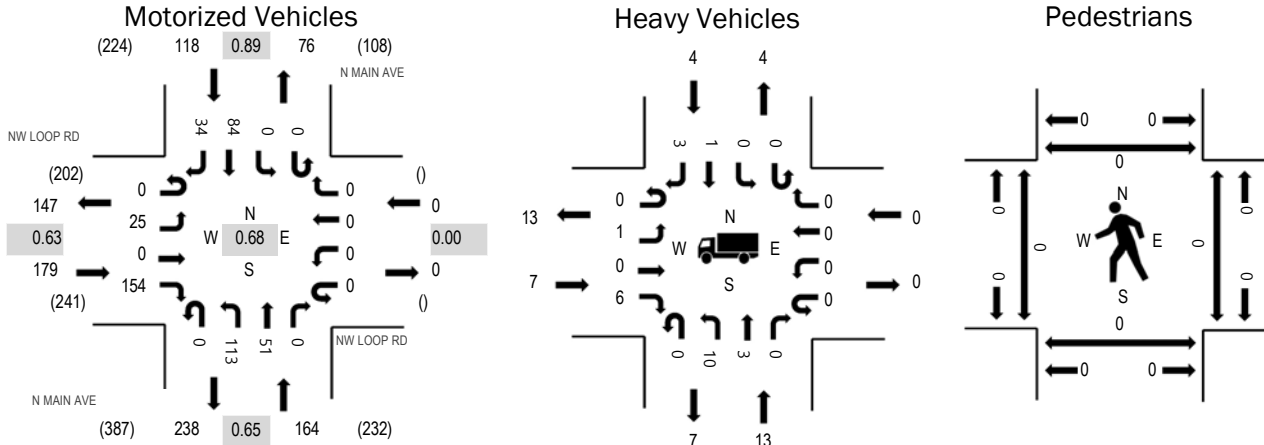 Motorized Vehicles
(224) 118 0.89 76 (108)
N MAIN AVE
NW LOOP RD
34 84 0 0
(202) 0 0 ()
147 25 0 0
N
0.63 W 0.68 E 0.00
S
179 0 0 0
(241) 154 0 ()
0 113 51 0
NW LOOP RD
N MAIN AVE
(387) 238 0.65 164 (232)
Heavy Vehicles
4 4
3 1 0 0
0 0
13 1 0 0
N
W E
S
7 0 0 0
6 0
0 10 3 0
7 13
Pedestrians
0 0
0
N
0 0
W E
0 0
0 0
S
0
0 0